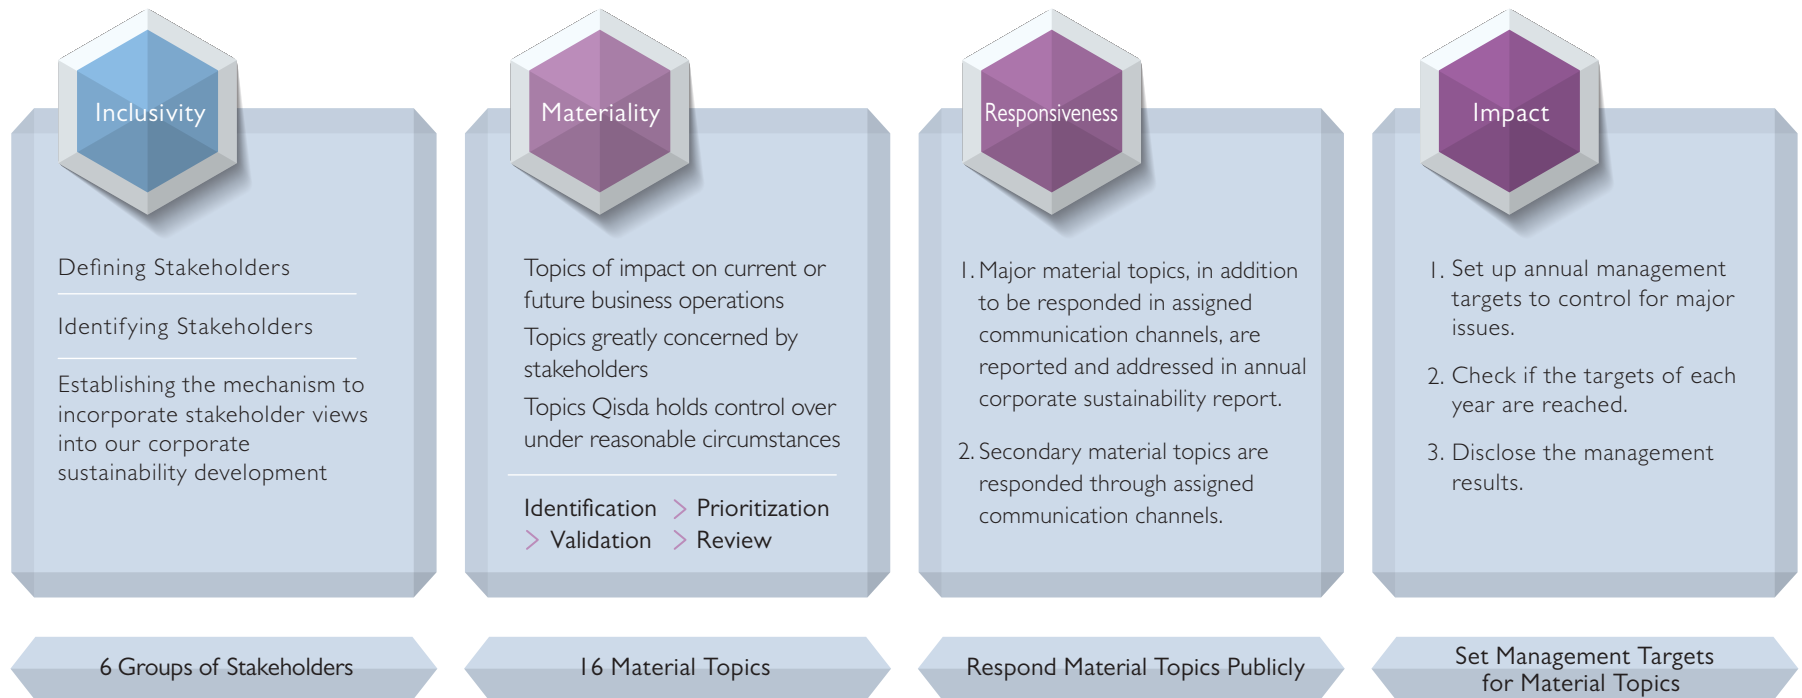 Inclusivity
Defining Stakeholders
Identifying Stakeholders
Establishing the mechanism to
incorporate stakeholder views
into our corporate
sustainability development
6 Groups of Stakeholders
Materiality
Topics of impact on current or
future business operations
Topics greatly concerned by
stakeholders
Topics Qisda holds control over
under reasonable circumstances
Identification > Prioritization
> Validation > Review
16 Material Topics
Responsiveness
1. Major material topics, in addition
to be responded in assigned
communication channels, are
reported and addressed in annual
corporate sustainability report.
2. Secondary material topics are
responded through assigned
communication channels.
Respond Material Topics Publicly
Impact
1. Set up annual management
targets to control for major
issues.
2. Check if the targets of each
year are reached.
3. Disclose the management
results.
Set Management Targets
for Material Topics